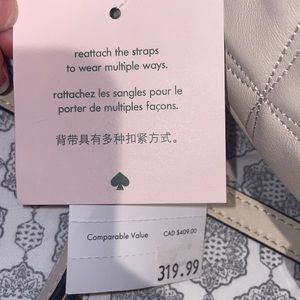 reattach the straps
to wear multiple ways.
rattachez les sangles pour le
porter de multiples façons.
背带具有多种扣紧方式。
Comparable Value CAD $409.00
319.99